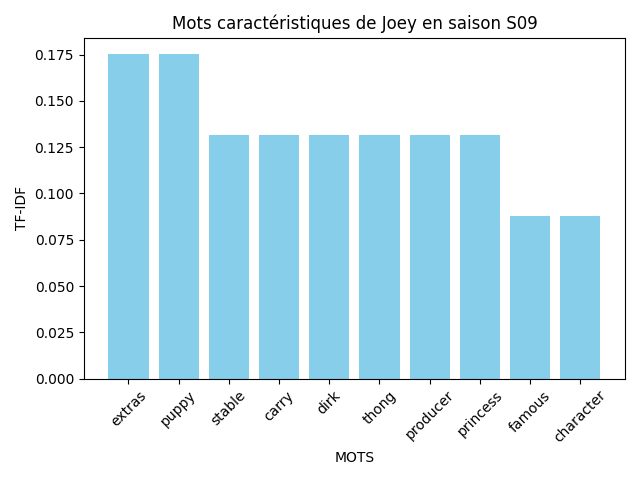 Mots caractéristiques de Joey en saison S09
TF-IDF
0.175
0.150
0.125
0.100
0.075
0.050
0.025
0.000
extras
puppy
stable
carry
dirk
thong
producer
princess
famous
character
MOTS